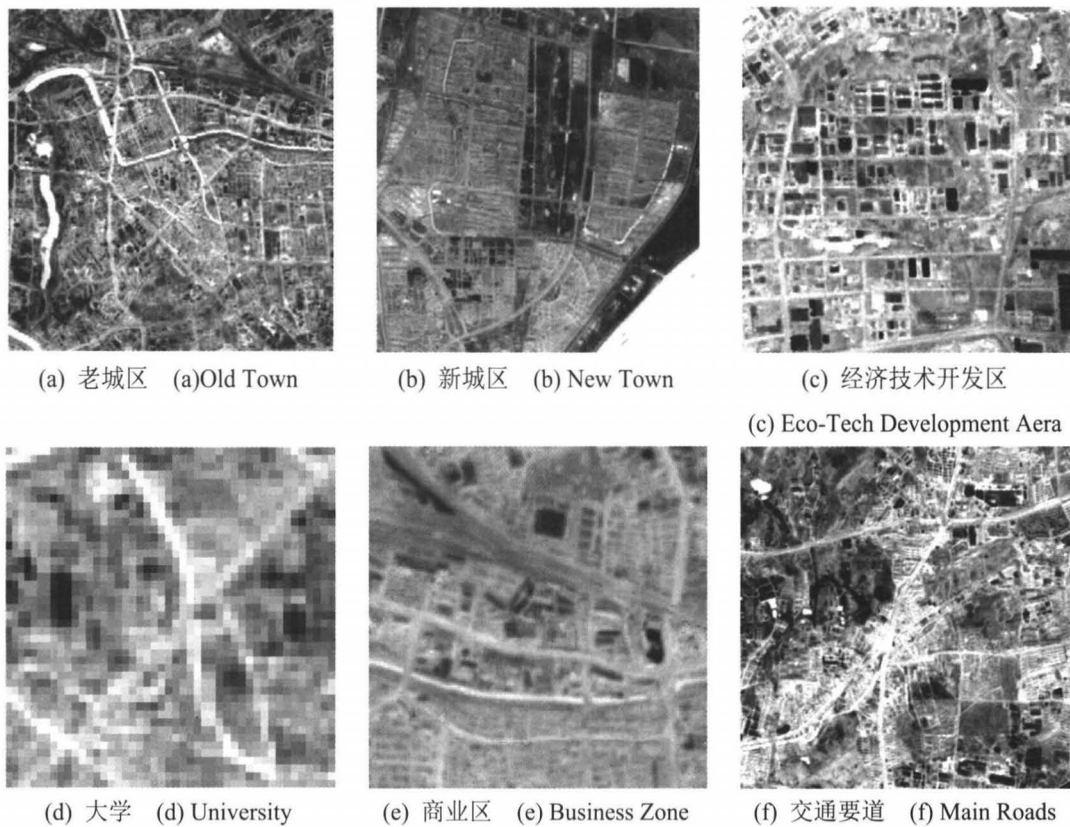 (a) 老城区 (a)Old Town
(b) 新城区 (b) New Town
(c) 经济技术开发区
(c) Eco-Tech Development Aera
(d) 大学 (d) University
(e) 商业区 (e) Business Zone
(f) 交通要道 (f) Main Roads